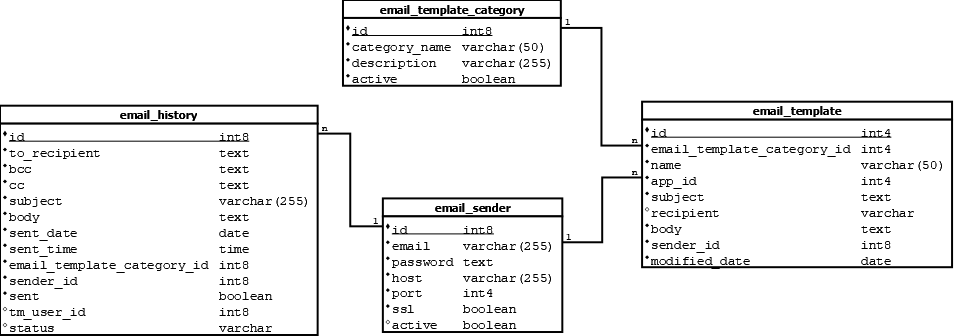 email_template_category
id int8
category_name varchar(50)
description varchar(255)
active boolean
1
email_history
id int8
to_recipient text
bcc text
cc text
subject varchar(255)
body text
sent_date date
sent_time time
email_template_category_id int8
sender_id int8
sent boolean
tm_user_id int8
status varchar
n
1
email_sender
id int8
email varchar(255)
password text
host varchar(255)
port int4
ssl boolean
active boolean
1
n
n
email_template
id int4
email_template_category_id int4
name varchar(50)
app_id int4
subject text
recipient varchar
body text
sender_id int8
modified_date date